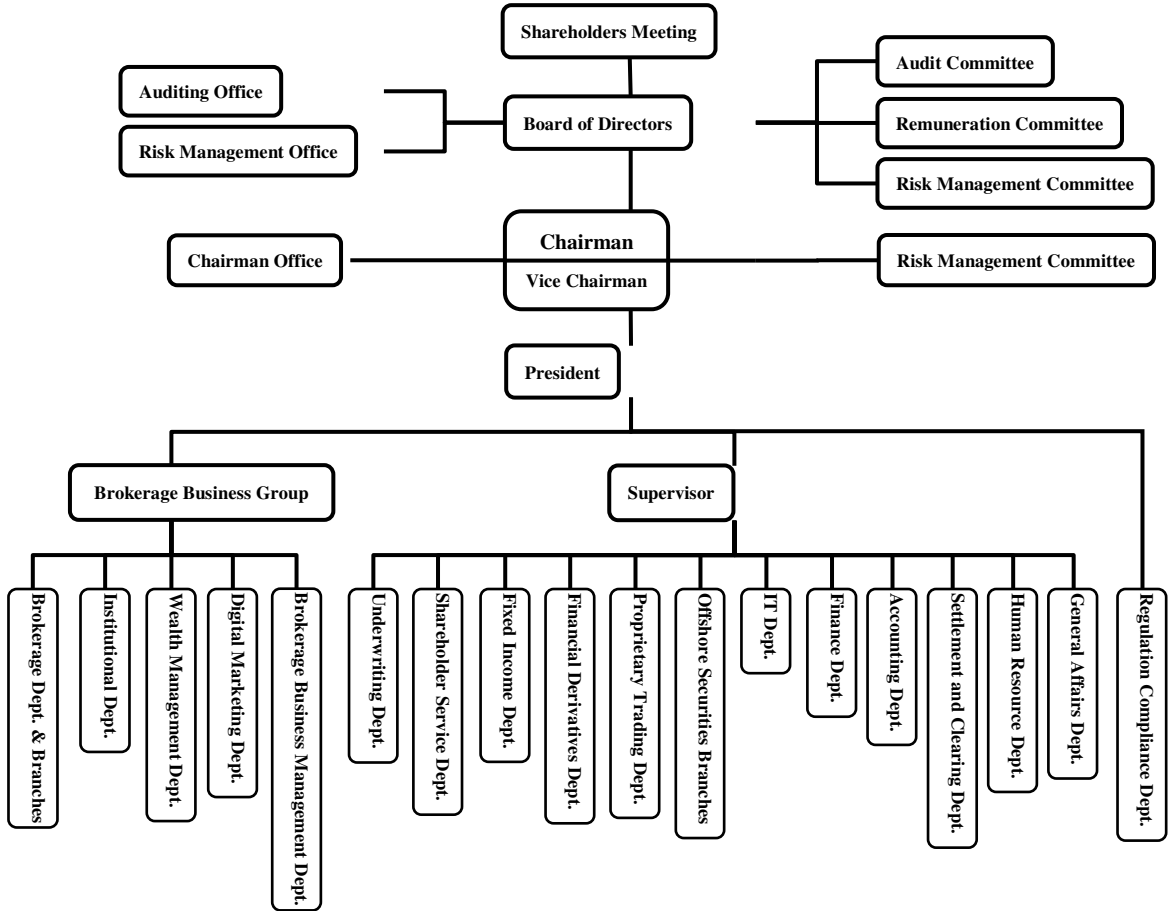 Shareholders Meeting
Audit Committee
Auditing Office
Board of Directors
Remuneration Committee
Risk Management Office
Risk Management Committee
Chairman
Chairman Office
Risk Management Committee
Vice Chairman
President
Brokerage Business Group
Supervisor
Brokerage Dept. & Branches
Institutional Dept.
Wealth Management Dept.
Digital Marketing Dept.
Brokerage Business Management Dept.
Underwriting Dept.
Shareholder Service Dept.
Fixed Income Dept.
Financial Derivatives Dept.
Proprietary Trading Dept.
Offshore Securities Branches
IT Dept.
Finance Dept.
Accounting Dept.
Settlement and Clearing Dept.
Human Resource Dept.
General Affairs Dept.
Regulation Compliance Dept.